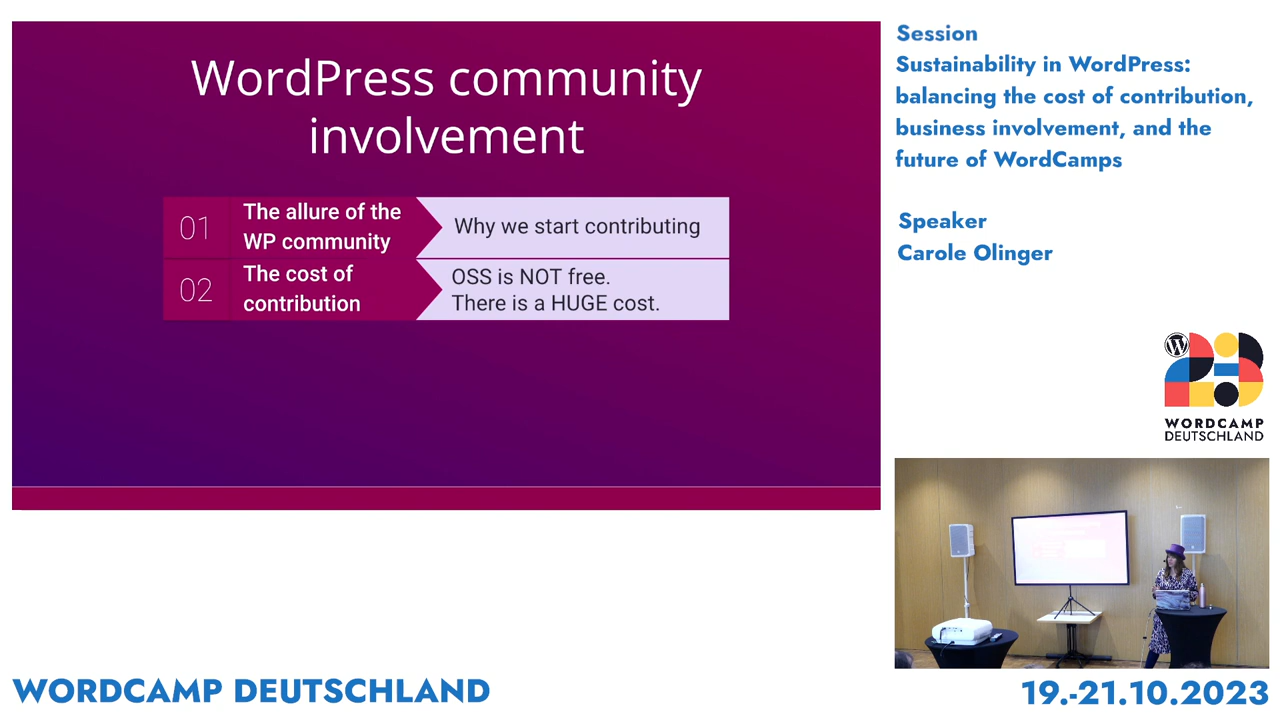 WordPress community
involvement
01
The allure of the
WP community
Why we start contributing
02
The cost of
contribution
OSS is NOT free.
There is a HUGE cost.
Session
Sustainability in WordPress:
balancing the cost of contribution,
business involvement, and the
future of WordCamps
Speaker
Carole Olinger
WORDCAMP
DEUTSCHLAND
WORDCAMP DEUTSCHLAND
19.-21.10.2023